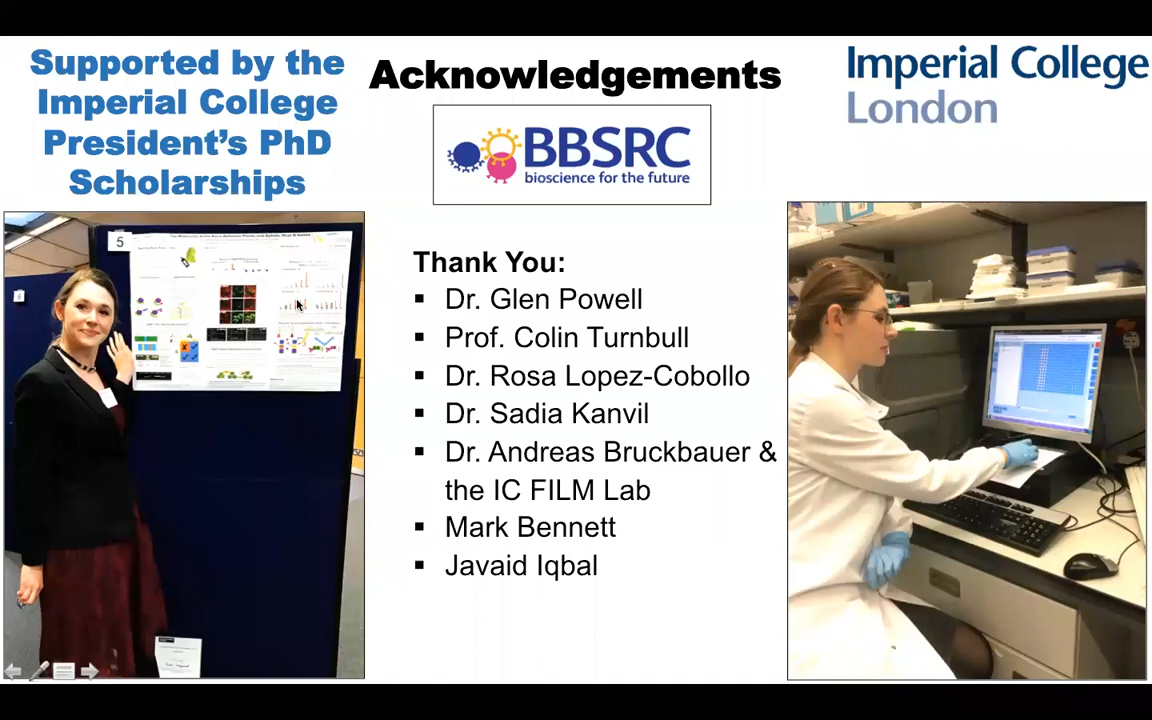 Supported by the
Imperial College
President's PhD
Scholarships
Acknowledgements
BBSRC
bioscience for the future
Imperial College
London
5
6
Thank You:
▪ Dr. Glen Powell
▪ Prof. Colin Turnbull
▪ Dr. Rosa Lopez-Cobollo
▪ Dr. Sadia Kanvil
▪ Dr. Andreas Bruckbauer &
the IC FILM Lab
▪ Mark Bennett
▪ Javaid Iqbal